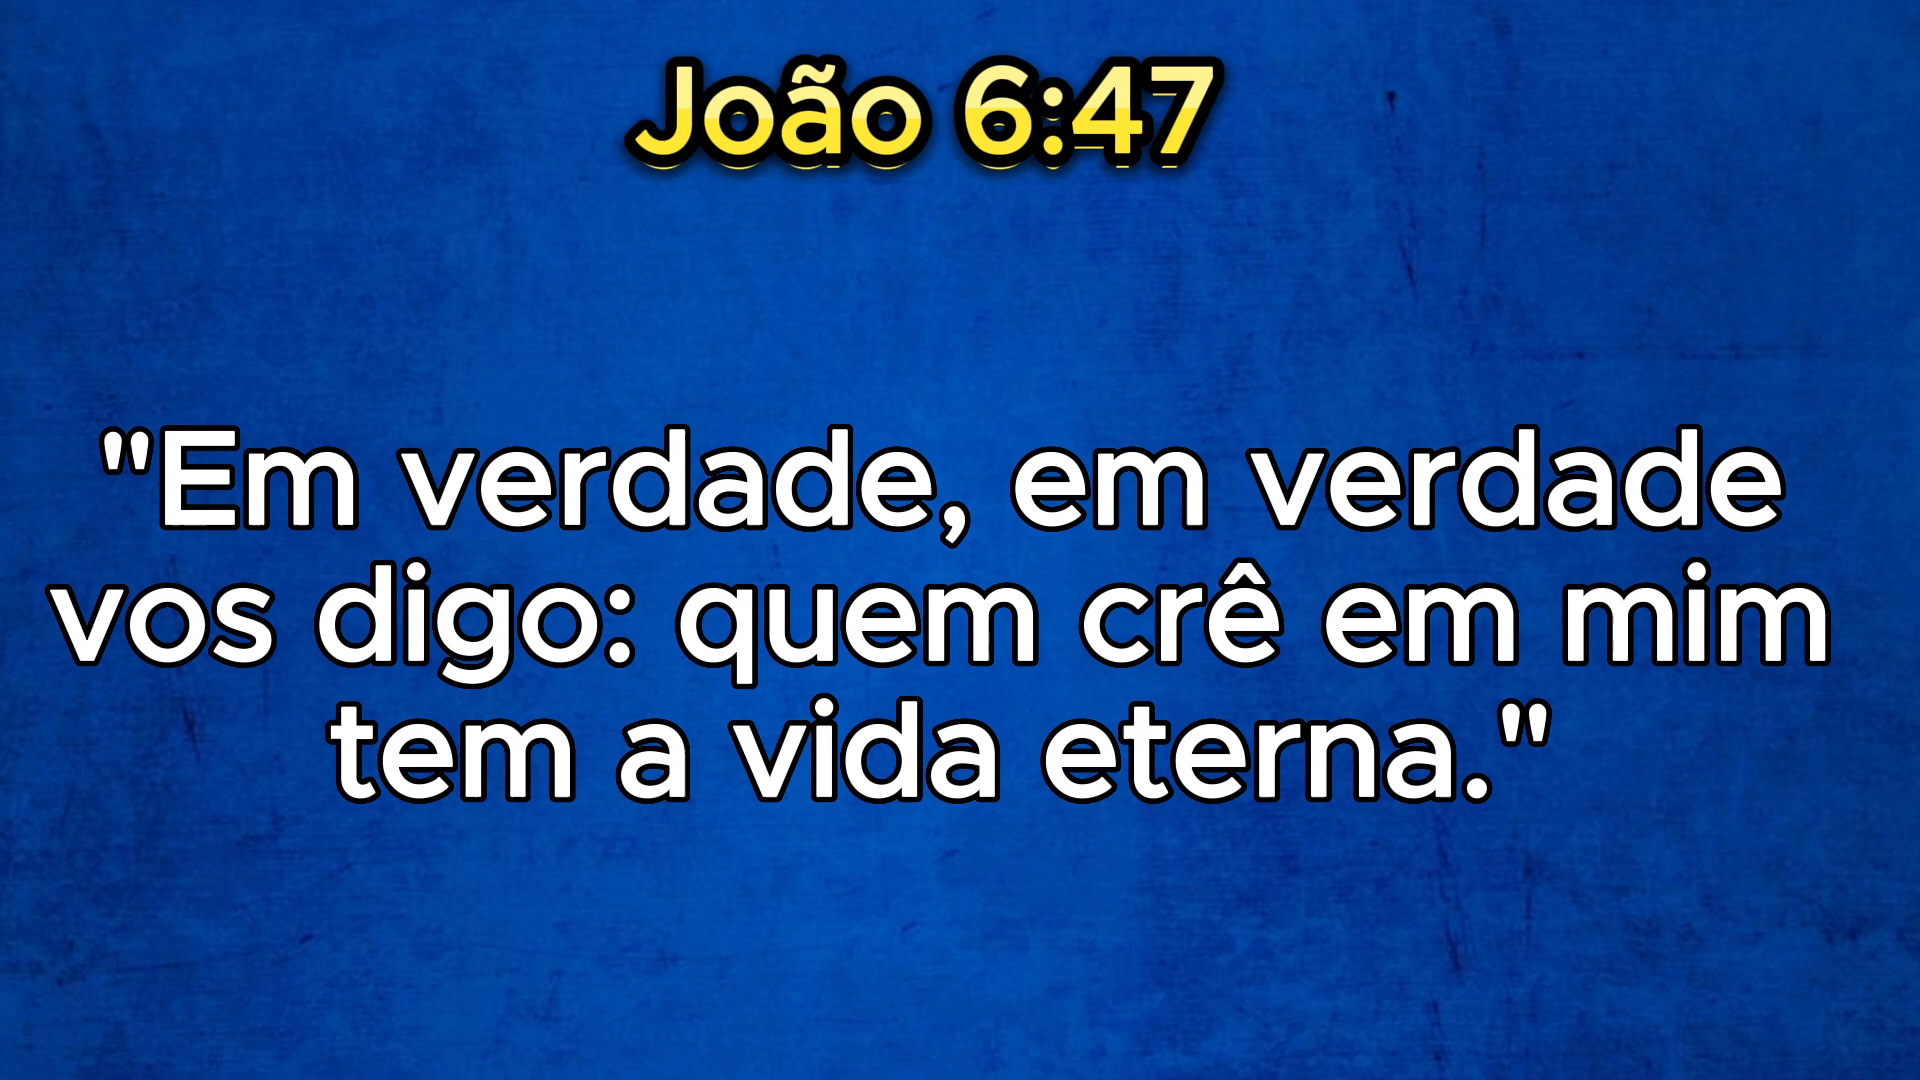 João 6:47
"Em verdade, em verdade
vos digo: quem crê em mim
tem a vida eterna."